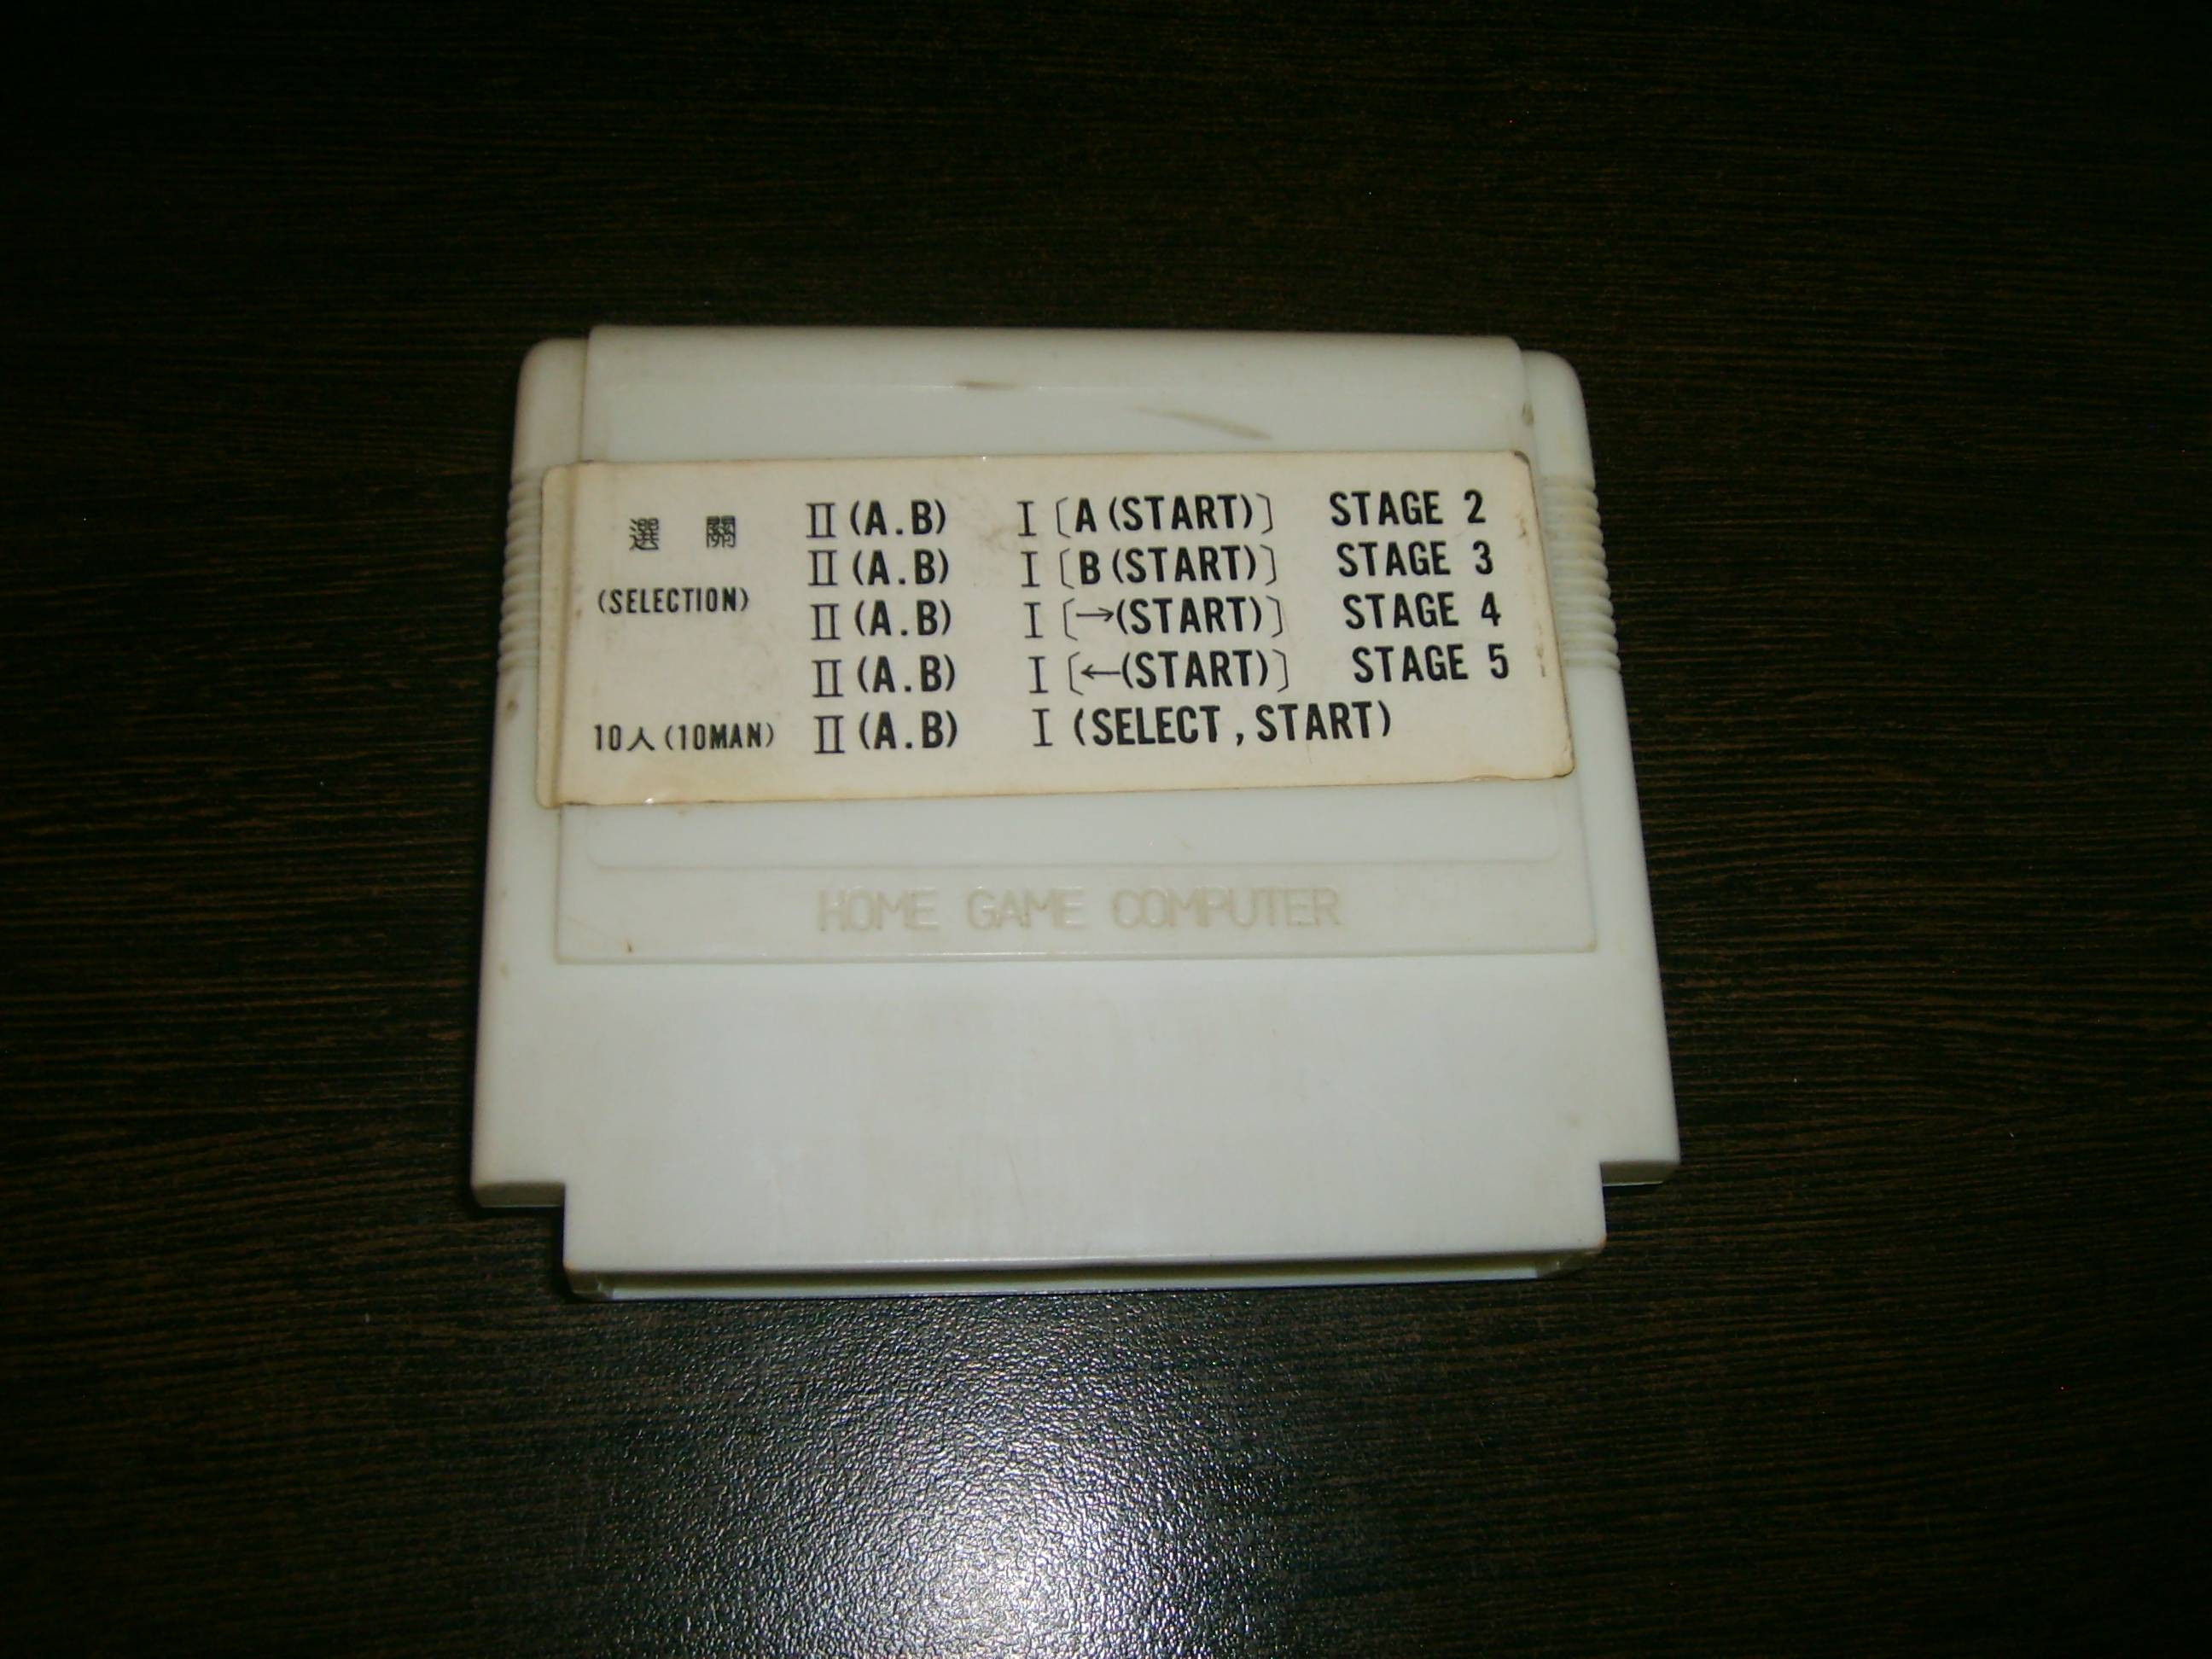 選 關 II (A.B) I [A (START)] STAGE 2
II (A.B) I [B (START)] STAGE 3
(SELECTION) II (A.B) I [→(START)] STAGE 4
II (A.B) I [←(START)] STAGE 5
10人(10MAN) II (A.B) I (SELECT, START)
HOME GAME COMPUTER